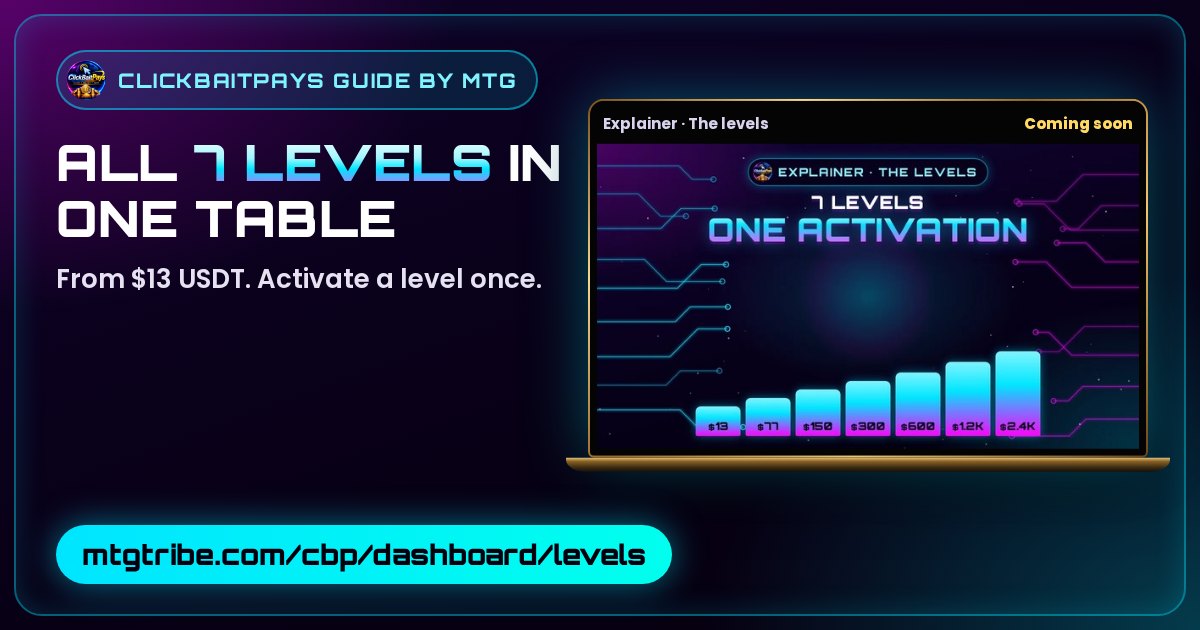 ClickBaitPays
CLICKBAITPAYS GUIDE BY MTG
ALL 7 LEVELS IN
ONE TABLE
From $13 USDT. Activate a level once.
Explainer · The levels
Coming soon
EXPLAINER · THE LEVELS
7 LEVELS
ONE ACTIVATION
$13 $77 $150 $300 $600 $1.2K $2.4K
mtgtribe.com/cbp/dashboard/levels